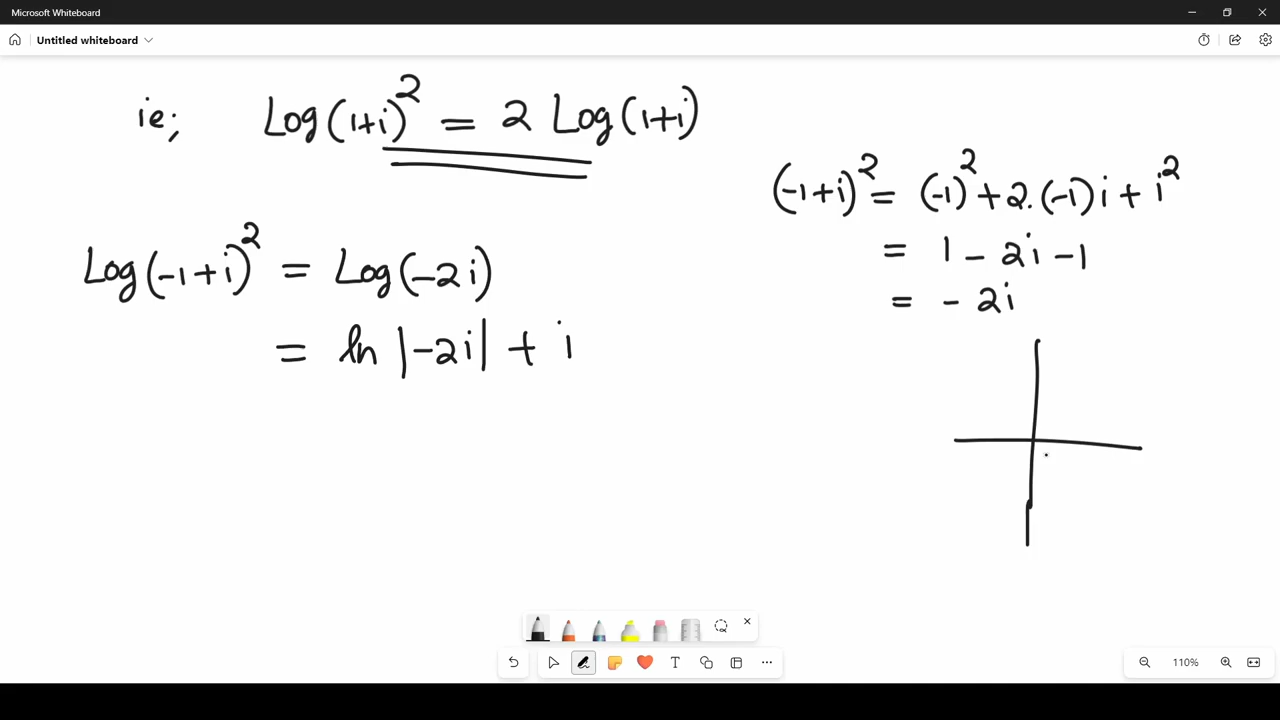 Microsoft Whiteboard
Untitled whiteboard
ie; Log(1+i)² = 2 Log(1+i)
(-1+i)² = (-1)² + 2.(-1)i + i²
= 1 - 2i - 1
= - 2i
Log(-1+i)² = Log(-2i)
= ln |-2i| + i
110%